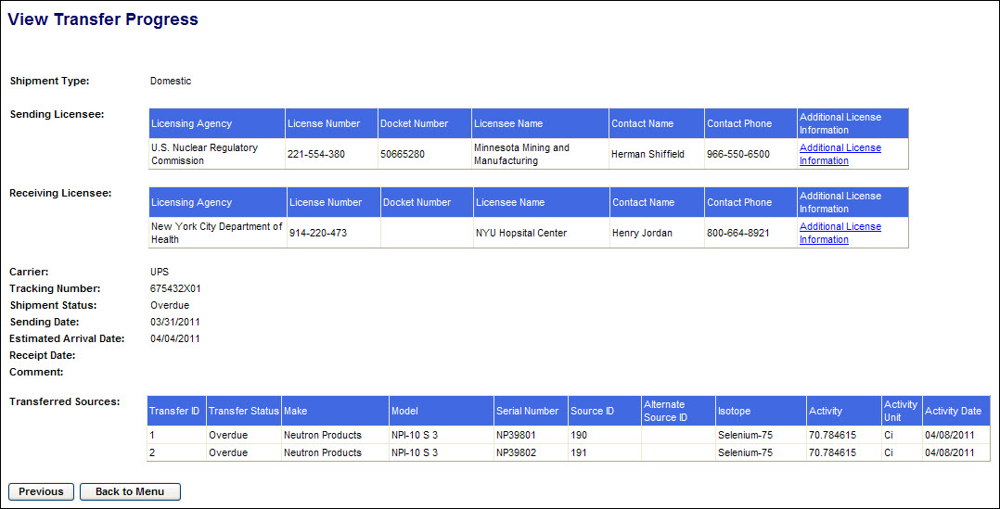 View Transfer Progress
Shipment Type: Domestic
Sending Licensee:
Licensing Agency License Number Docket Number Licensee Name Contact Name Contact Phone Additional License Information
U.S. Nuclear Regulatory Commission 221-554-380 50665280 Minnesota Mining and Manufacturing Herman Shiffield 966-550-6500 Additional License Information
Receiving Licensee:
Licensing Agency License Number Docket Number Licensee Name Contact Name Contact Phone Additional License Information
New York City Department of Health 914-220-473 NYU Hopsital Center Henry Jordan 800-664-8921 Additional License Information
Carrier: UPS
Tracking Number: 675432X01
Shipment Status: Overdue
Sending Date: 03/31/2011
Estimated Arrival Date: 04/04/2011
Receipt Date:
Comment:
Transferred Sources:
Transfer ID Transfer Status Make Model Serial Number Source ID Alternate Source ID Isotope Activity Activity Unit Activity Date
1 Overdue Neutron Products NPI-10 S 3 NP39801 190 Selenium-75 70.784615 Ci 04/08/2011
2 Overdue Neutron Products NPI-10 S 3 NP39802 191 Selenium-75 70.784615 Ci 04/08/2011
Previous Back to Menu